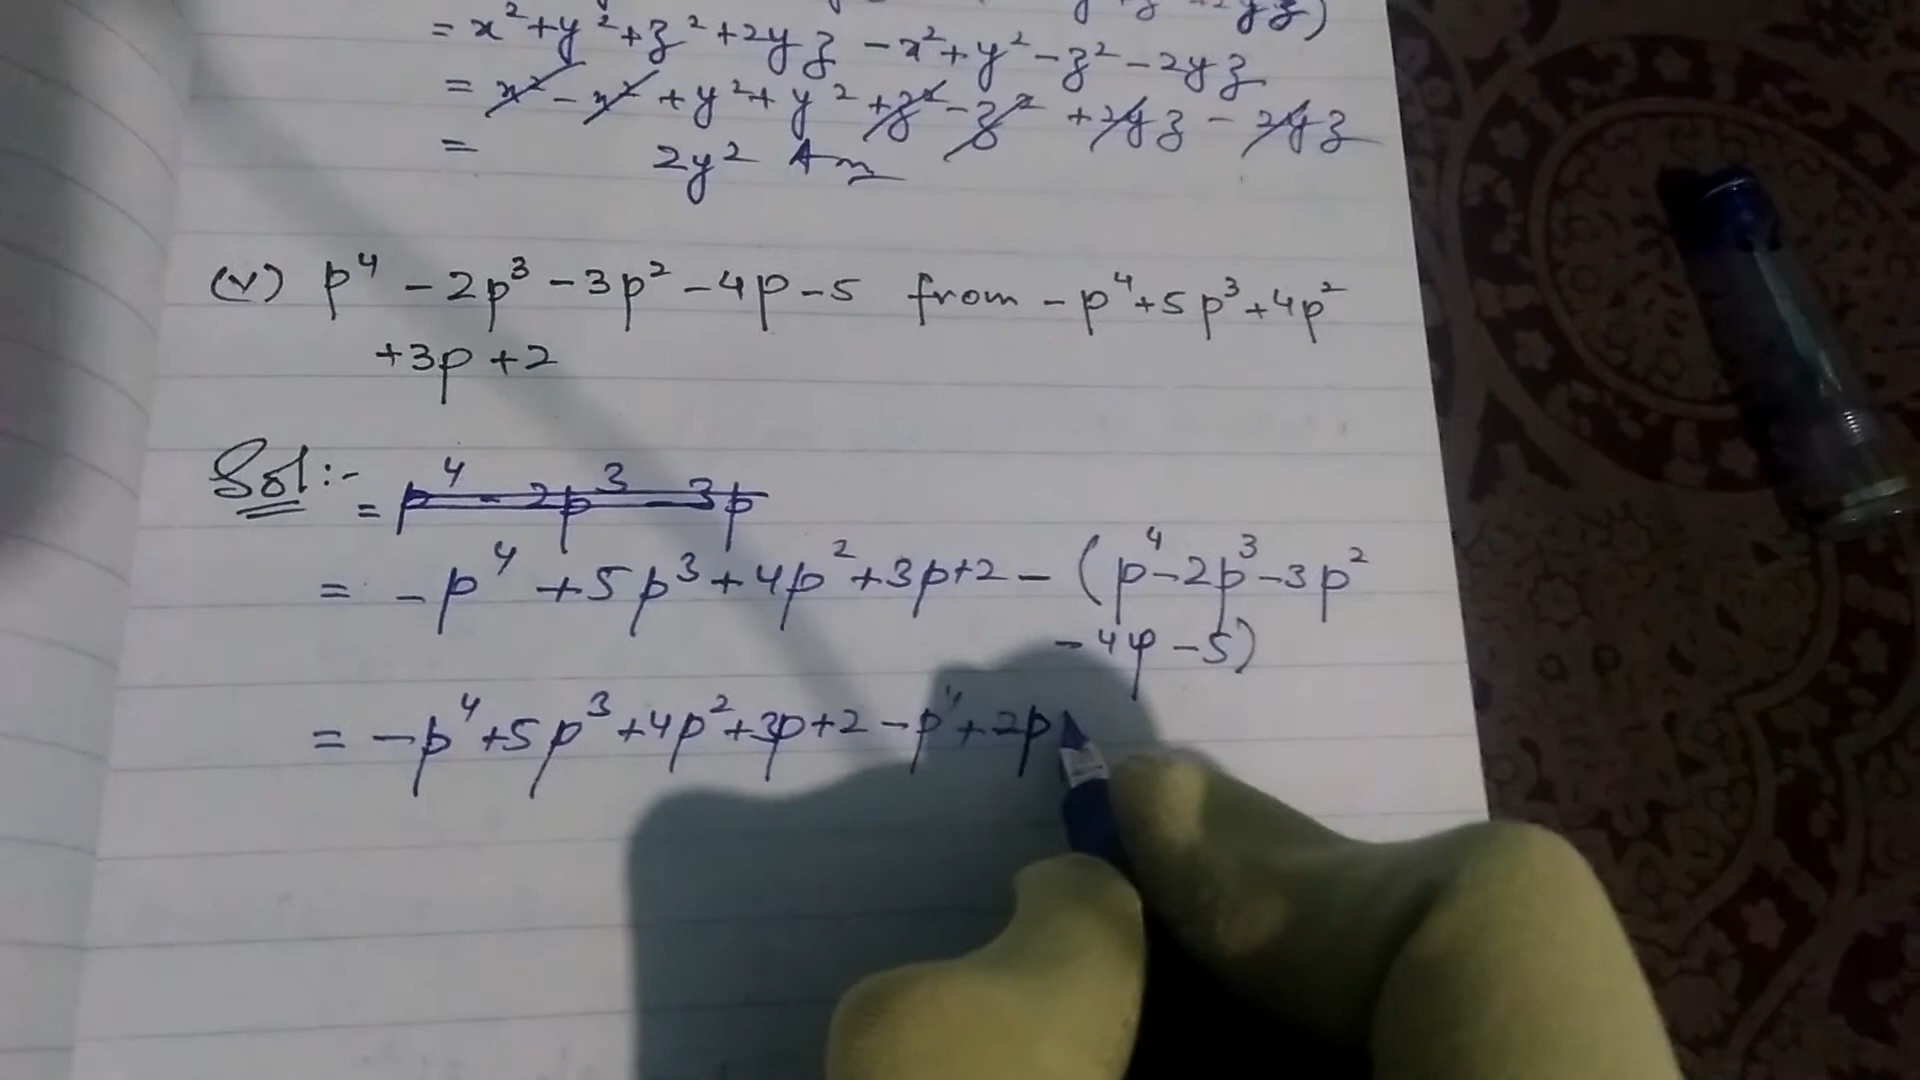 = x² + y² + z² + 2yz - x² + y² - z² - 2yz
= x² - x² + y² + y² + z² - z² + 2yz - 2yz
= 2y² Ans
(v) p⁴ - 2p³ - 3p² - 4p - 5 from - p⁴ + 5p³ + 4p²
+3p + 2
Sol:-
= p⁴ - 2p³ - 3p
= -p⁴ + 5p³ + 4p² + 3p + 2 - (p⁴ - 2p³ - 3p²
- 4p - 5)
= -p⁴ + 5p³ + 4p² + 3p + 2 - p⁴ + 2p